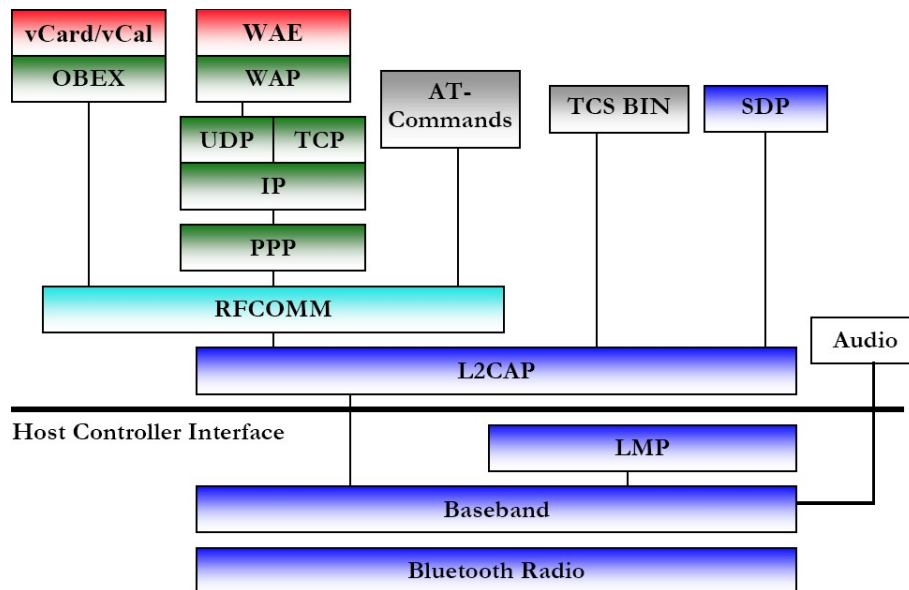 vCard/vCal
WAE
OBEX
WAP
AT-
Commands
TCS BIN
SDP
UDP
TCP
IP
PPP
RFCOMM
Audio
L2CAP
Host Controller Interface
LMP
Baseband
Bluetooth Radio